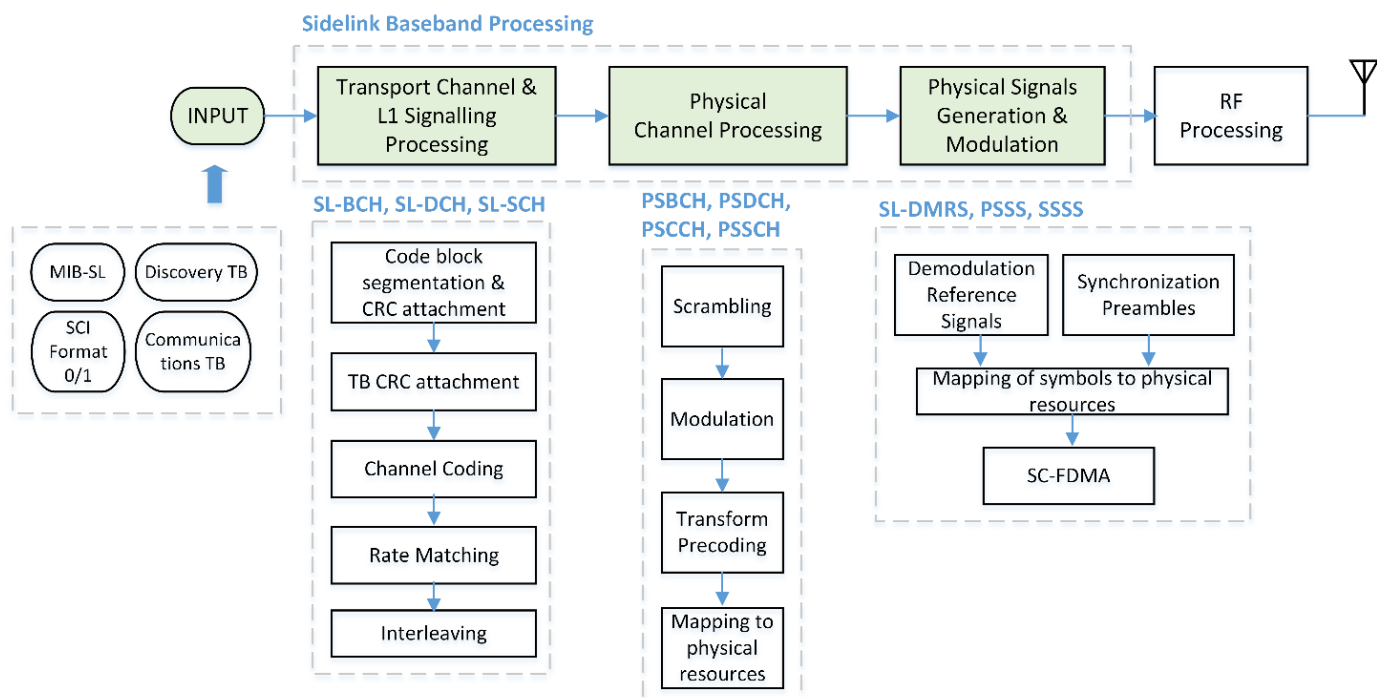 Sidelink Baseband Processing
INPUT
Transport Channel &
L1 Signalling
Processing
Physical
Channel Processing
Physical Signals
Generation &
Modulation
RF
Processing
MIB-SL
Discovery TB
SCI
Format
0/1
Communica
tions TB
SL-BCH, SL-DCH, SL-SCH
Code block
segmentation &
CRC attachment
TB CRC attachment
Channel Coding
Rate Matching
Interleaving
PSBCH, PSDCH,
PSCCH, PSSCH
Scrambling
Modulation
Transform
Precoding
Mapping to
physical
resources
SL-DMRS, PSSS, SSSS
Demodulation
Reference
Signals
Synchronization
Preambles
Mapping of symbols to physical
resources
SC-FDMA